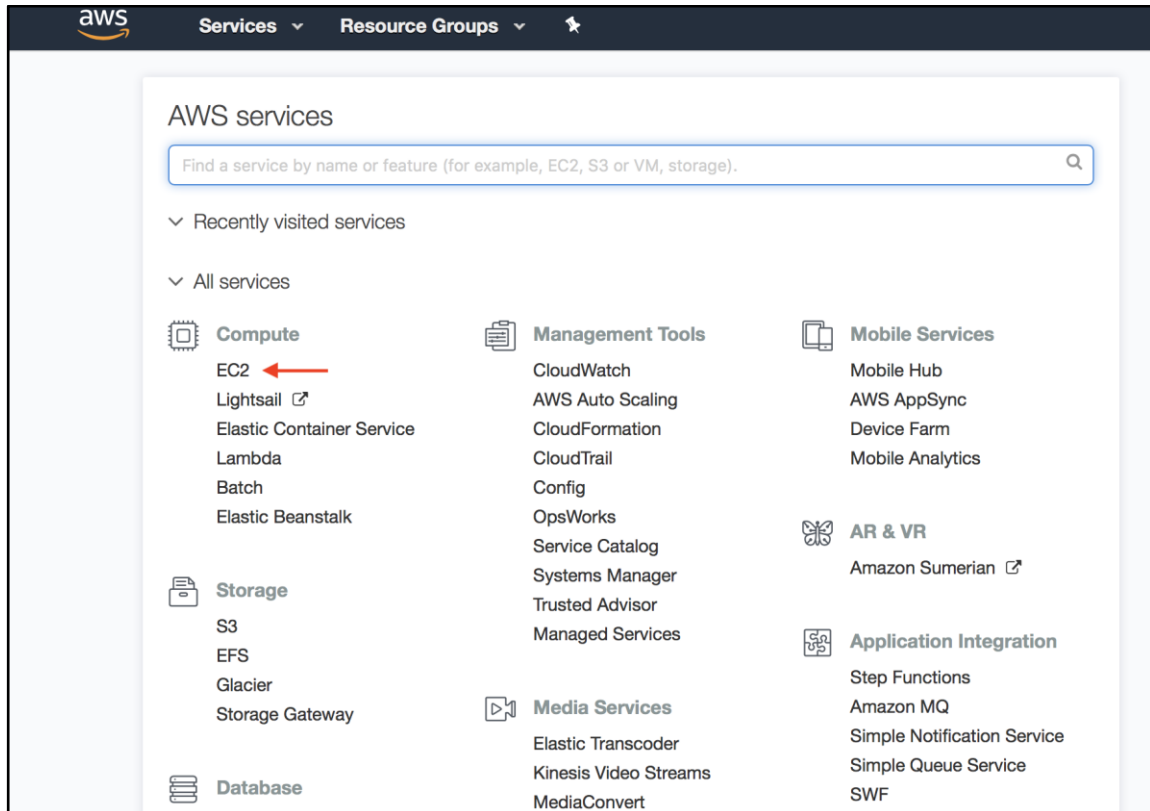 aws
Services
Resource Groups
AWS services
Find a service by name or feature (for example, EC2, S3 or VM, storage).
Recently visited services
All services
Compute
EC2
Lightsail
Elastic Container Service
Lambda
Batch
Elastic Beanstalk
Storage
S3
EFS
Glacier
Storage Gateway
Database
Management Tools
CloudWatch
AWS Auto Scaling
CloudFormation
CloudTrail
Config
OpsWorks
Service Catalog
Systems Manager
Trusted Advisor
Managed Services
Media Services
Elastic Transcoder
Kinesis Video Streams
MediaConvert
Mobile Services
Mobile Hub
AWS AppSync
Device Farm
Mobile Analytics
AR & VR
Amazon Sumerian
Application Integration
Step Functions
Amazon MQ
Simple Notification Service
Simple Queue Service
SWF